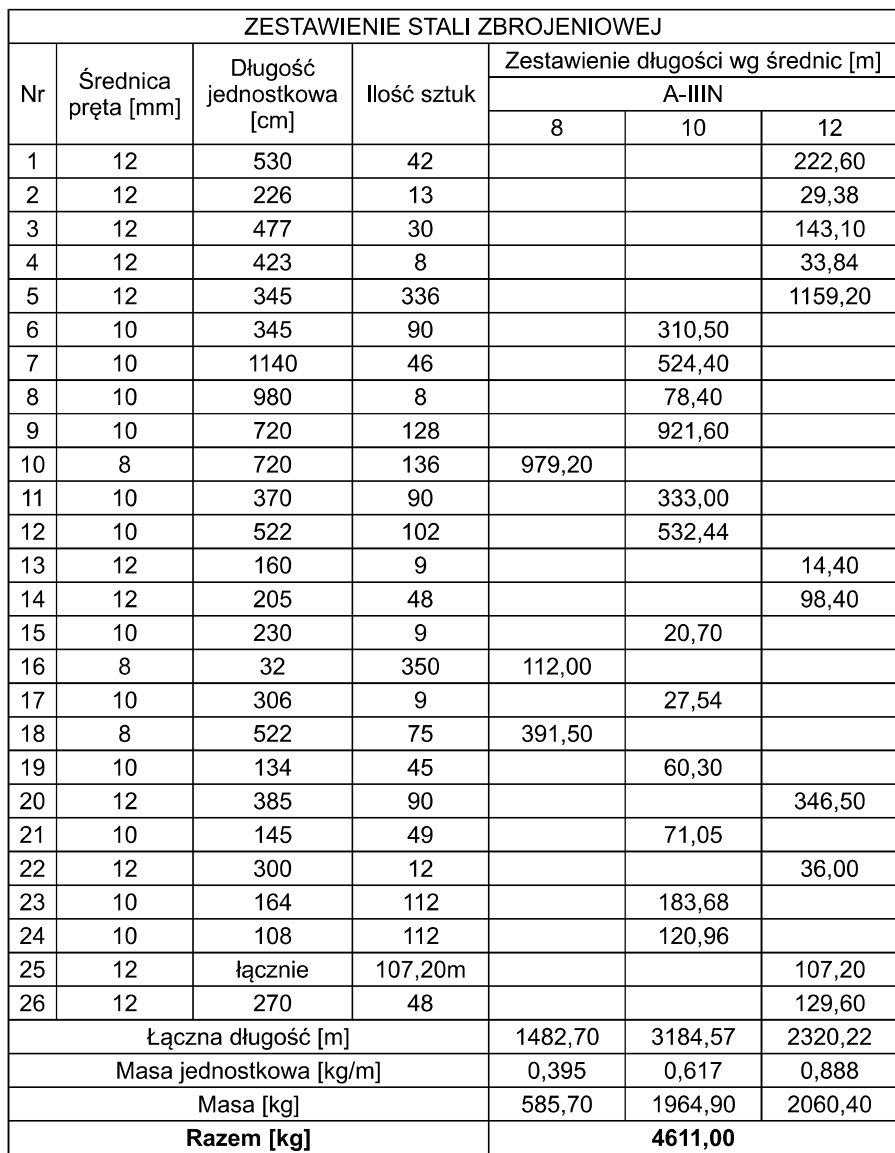 ZESTAWIENIE STALI ZBROJENIOWEJ
Nr Średnica pręta [mm] Długość jednostkowa [cm] Ilość sztuk Zestawienie długości wg średnic [m]
A-IIIN
8 10 12
1 12 530 42 222,60
2 12 226 13 29,38
3 12 477 30 143,10
4 12 423 8 33,84
5 12 345 336 1159,20
6 10 345 90 310,50
7 10 1140 46 524,40
8 10 980 8 78,40
9 10 720 128 921,60
10 8 720 136 979,20
11 10 370 90 333,00
12 10 522 102 532,44
13 12 160 9 14,40
14 12 205 48 98,40
15 10 230 9 20,70
16 8 32 350 112,00
17 10 306 9 27,54
18 8 522 75 391,50
19 10 134 45 60,30
20 12 385 90 346,50
21 10 145 49 71,05
22 12 300 12 36,00
23 10 164 112 183,68
24 10 108 112 120,96
25 12 łącznie 107,20m 107,20
26 12 270 48 129,60
Łączna długość [m] 1482,70 3184,57 2320,22
Masa jednostkowa [kg/m] 0,395 0,617 0,888
Masa [kg] 585,70 1964,90 2060,40
Razem [kg] 4611,00